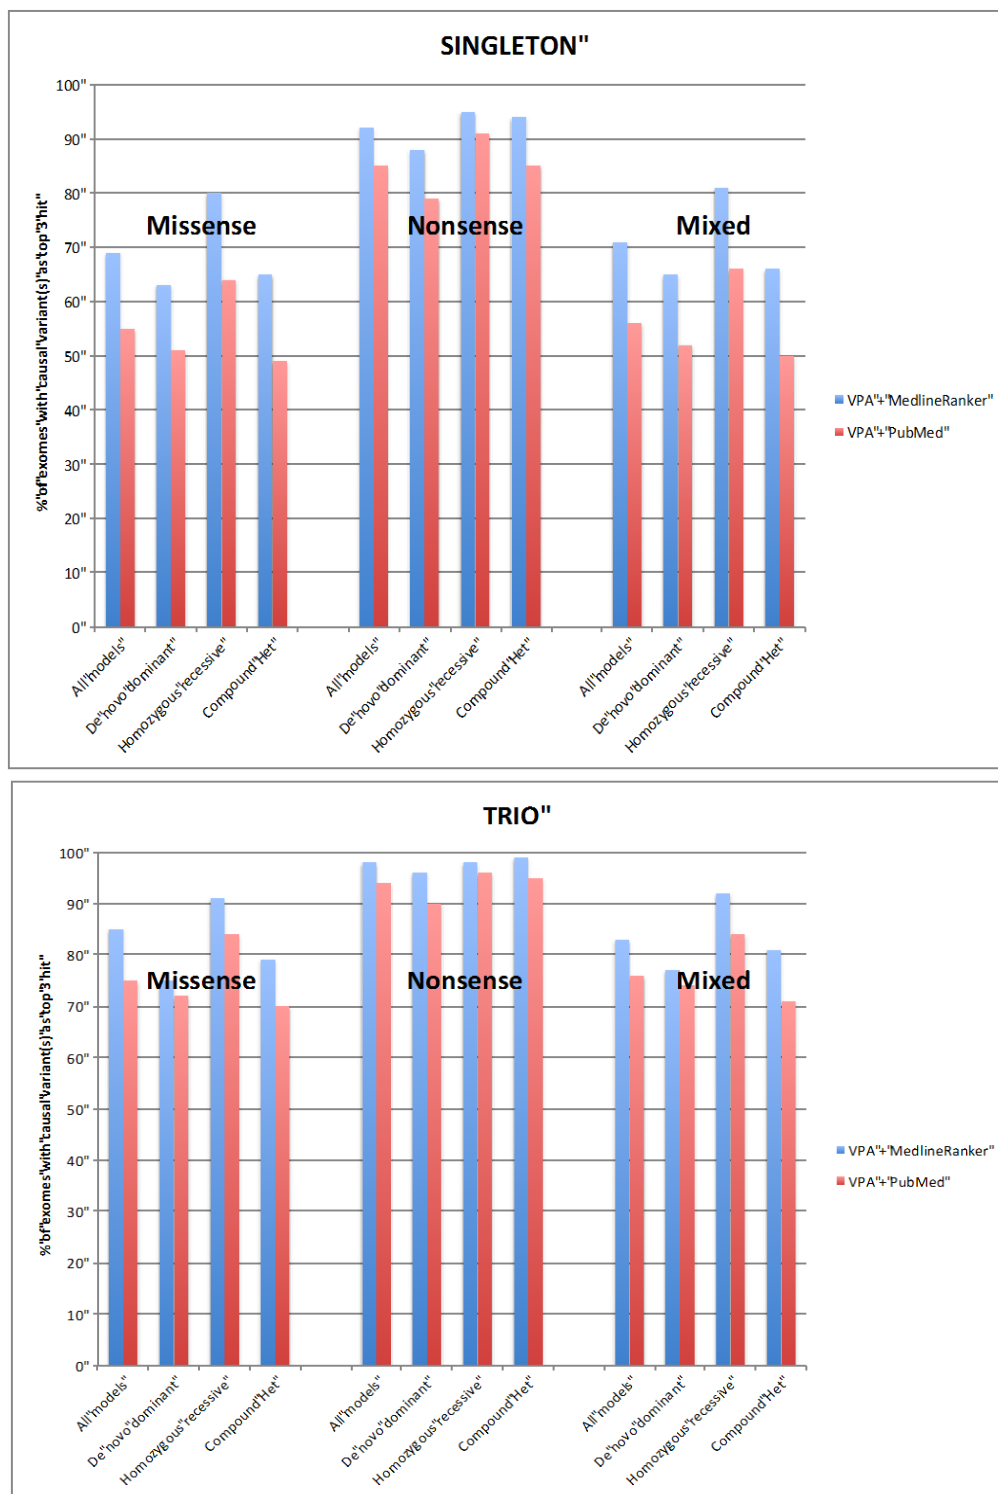 SINGLETON"
100"
90"
80"
70"
60"
50"
40"
30"
20"
10"
0"
%"of"exomes"with"causal"variant(s)"as"top"3"hit"
Missense
Nonsense
Mixed
All"models"
De"novo"dominant"
Homozygous"recessive"
Compound"Het"
All"models"
De"novo"dominant"
Homozygous"recessive"
Compound"Het"
All"models"
De"novo"dominant"
Homozygous"recessive"
Compound"Het"
VPA"+"MedlineRanker"
VPA"+"PubMed"
TRIO"
100"
90"
80"
70"
60"
50"
40"
30"
20"
10"
0"
%"of"exomes"with"causal"variant(s)"as"top"3"hit"
Missense
Nonsense
Mixed
All"models"
De"novo"dominant"
Homozygous"recessive"
Compound"Het"
All"models"
De"novo"dominant"
Homozygous"recessive"
Compound"Het"
All"models"
De"novo"dominant"
Homozygous"recessive"
Compound"Het"
VPA"+"MedlineRanker"
VPA"+"PubMed"